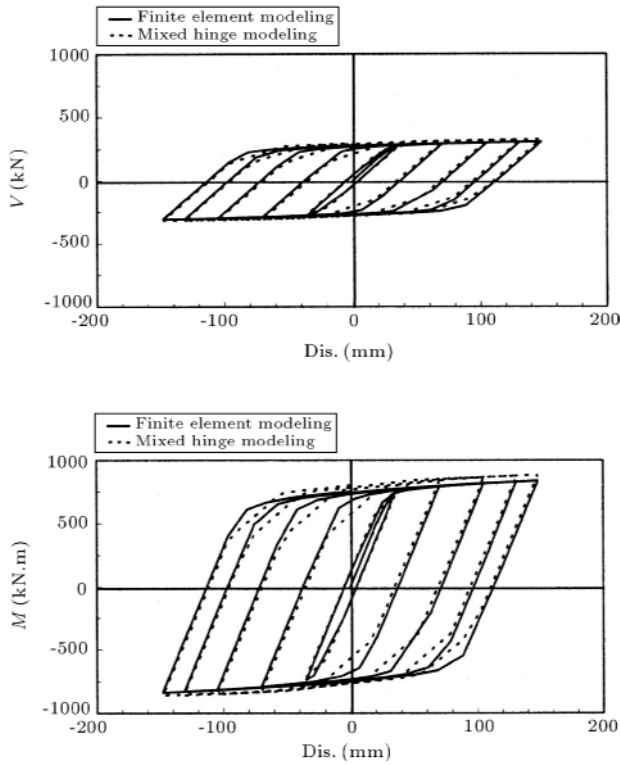 Finite element modeling
Mixed hinge modeling
1000
500
0
-500
-1000
V (kN)
-200
-100
0
100
200
Dis. (mm)
Finite element modeling
Mixed hinge modeling
1000
500
0
-500
-1000
M (kN.m)
-200
-100
0
100
200
Dis. (mm)